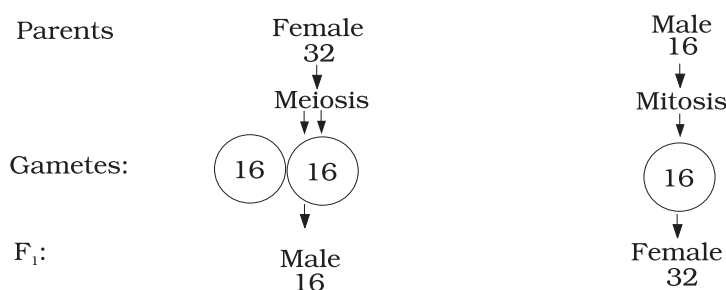 Parents Female Male
32 16
Meiosis Mitosis
Gametes: 16 16 16
F₁: Male Female
16 32